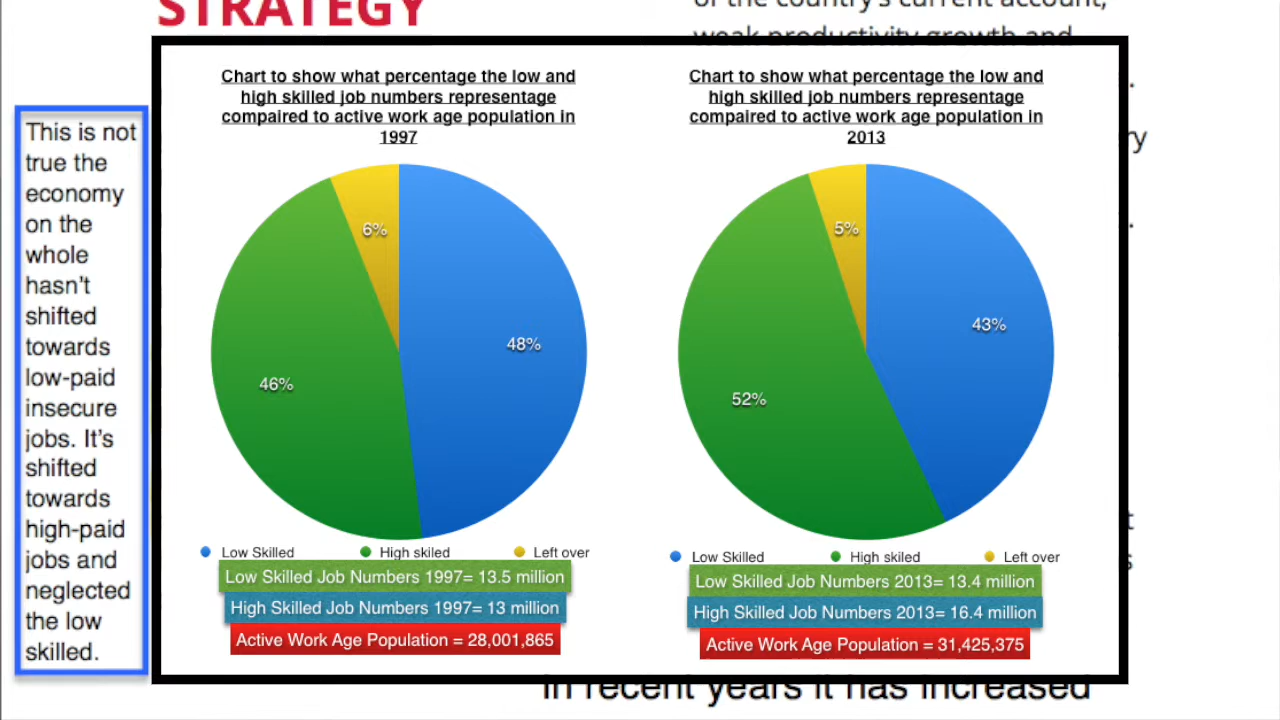 STRATEGY
of the country's current account,
weak productivity growth and
This is not
true the
economy
on the
whole
hasn't
shifted
towards
low-paid
insecure
jobs. It's
shifted
towards
high-paid
jobs and
neglected
the low
skilled.
Chart to show what percentage the low and
high skilled job numbers representage
compaired to active work age population in
1997
6%
48%
46%
Low Skilled
High skiled
Left over
Low Skilled Job Numbers 1997= 13.5 million
High Skilled Job Numbers 1997= 13 million
Active Work Age Population = 28,001,865
Chart to show what percentage the low and
high skilled job numbers representage
compaired to active work age population in
2013
5%
43%
52%
Low Skilled
High skiled
Left over
Low Skilled Job Numbers 2013= 13.4 million
High Skilled Job Numbers 2013= 16.4 million
Active Work Age Population = 31,425,375
In recent years it has increased